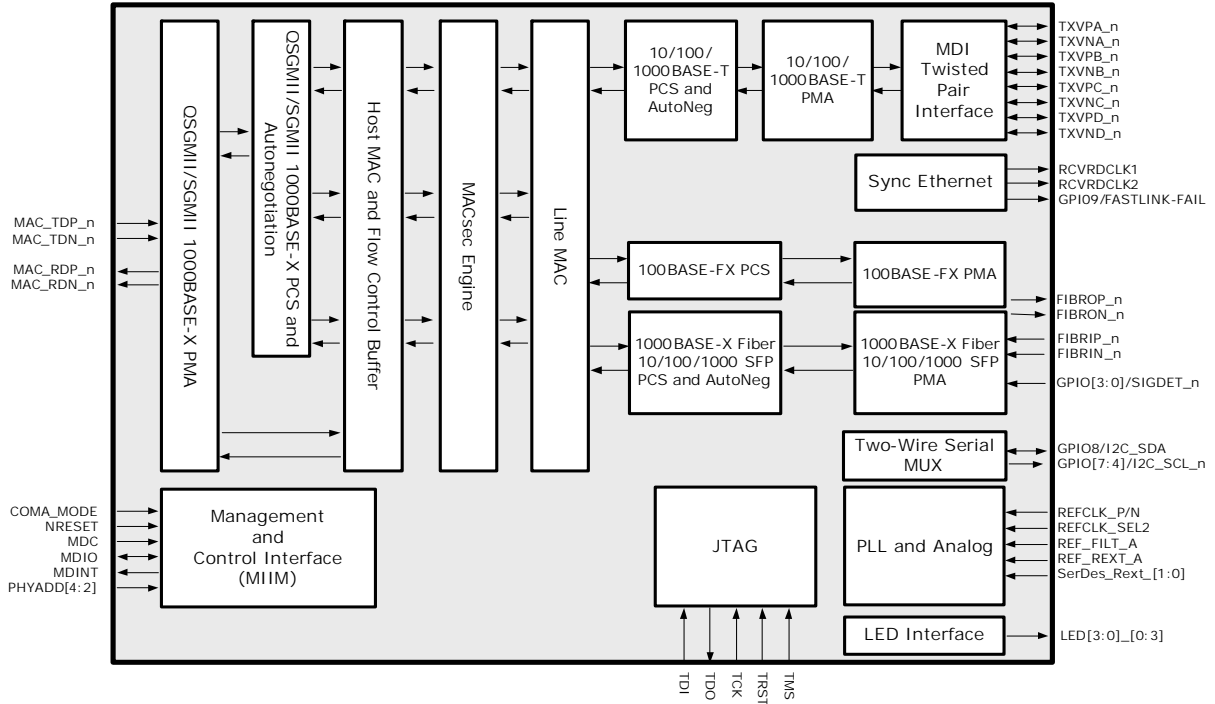 MAC_TDP_n
MAC_TDN_n
MAC_RDP_n
MAC_RDN_n
COMA_MODE
NRESET
MDC
MDIO
MDINT
PHYADD[4:2]
QSGMII/SGMII 1000BASE-X PMA
QSGMII/SGMII 1000BASE-X PCS and
Autonegotiation
Host MAC and Flow Control Buffer
MACsec Engine
Line MAC
10/100/
1000BASE-T
PCS and
AutoNeg
10/100/
1000BASE-T
PMA
MDI
Twisted
Pair
Interface
TXVPA_n
TXVNA_n
TXVPB_n
TXVNB_n
TXVPC_n
TXVNC_n
TXVPD_n
TXVND_n
Sync Ethernet
RCVRDCLK1
RCVRDCLK2
GPIO9/FASTLINK-FAIL
100BASE-FX PCS
100BASE-FX PMA
FIBROP_n
FIBRON_n
1000BASE-X Fiber
10/100/1000 SFP
PCS and AutoNeg
1000BASE-X Fiber
10/100/1000 SFP
PMA
FIBRIP_n
FIBRIN_n
GPIO[3:0]/SIGDET_n
Two-Wire Serial
MUX
GPIO8/I2C_SDA
GPIO[7:4]/I2C_SCL_n
Management
and
Control Interface
(MIIM)
JTAG
PLL and Analog
REFCLK_P/N
REFCLK_SEL2
REF_FILT_A
REF_REXT_A
SerDes_Rext_[1:0]
LED Interface
LED[3:0]_[0:3]
TDI
TDO
TCK
TRST
TMS